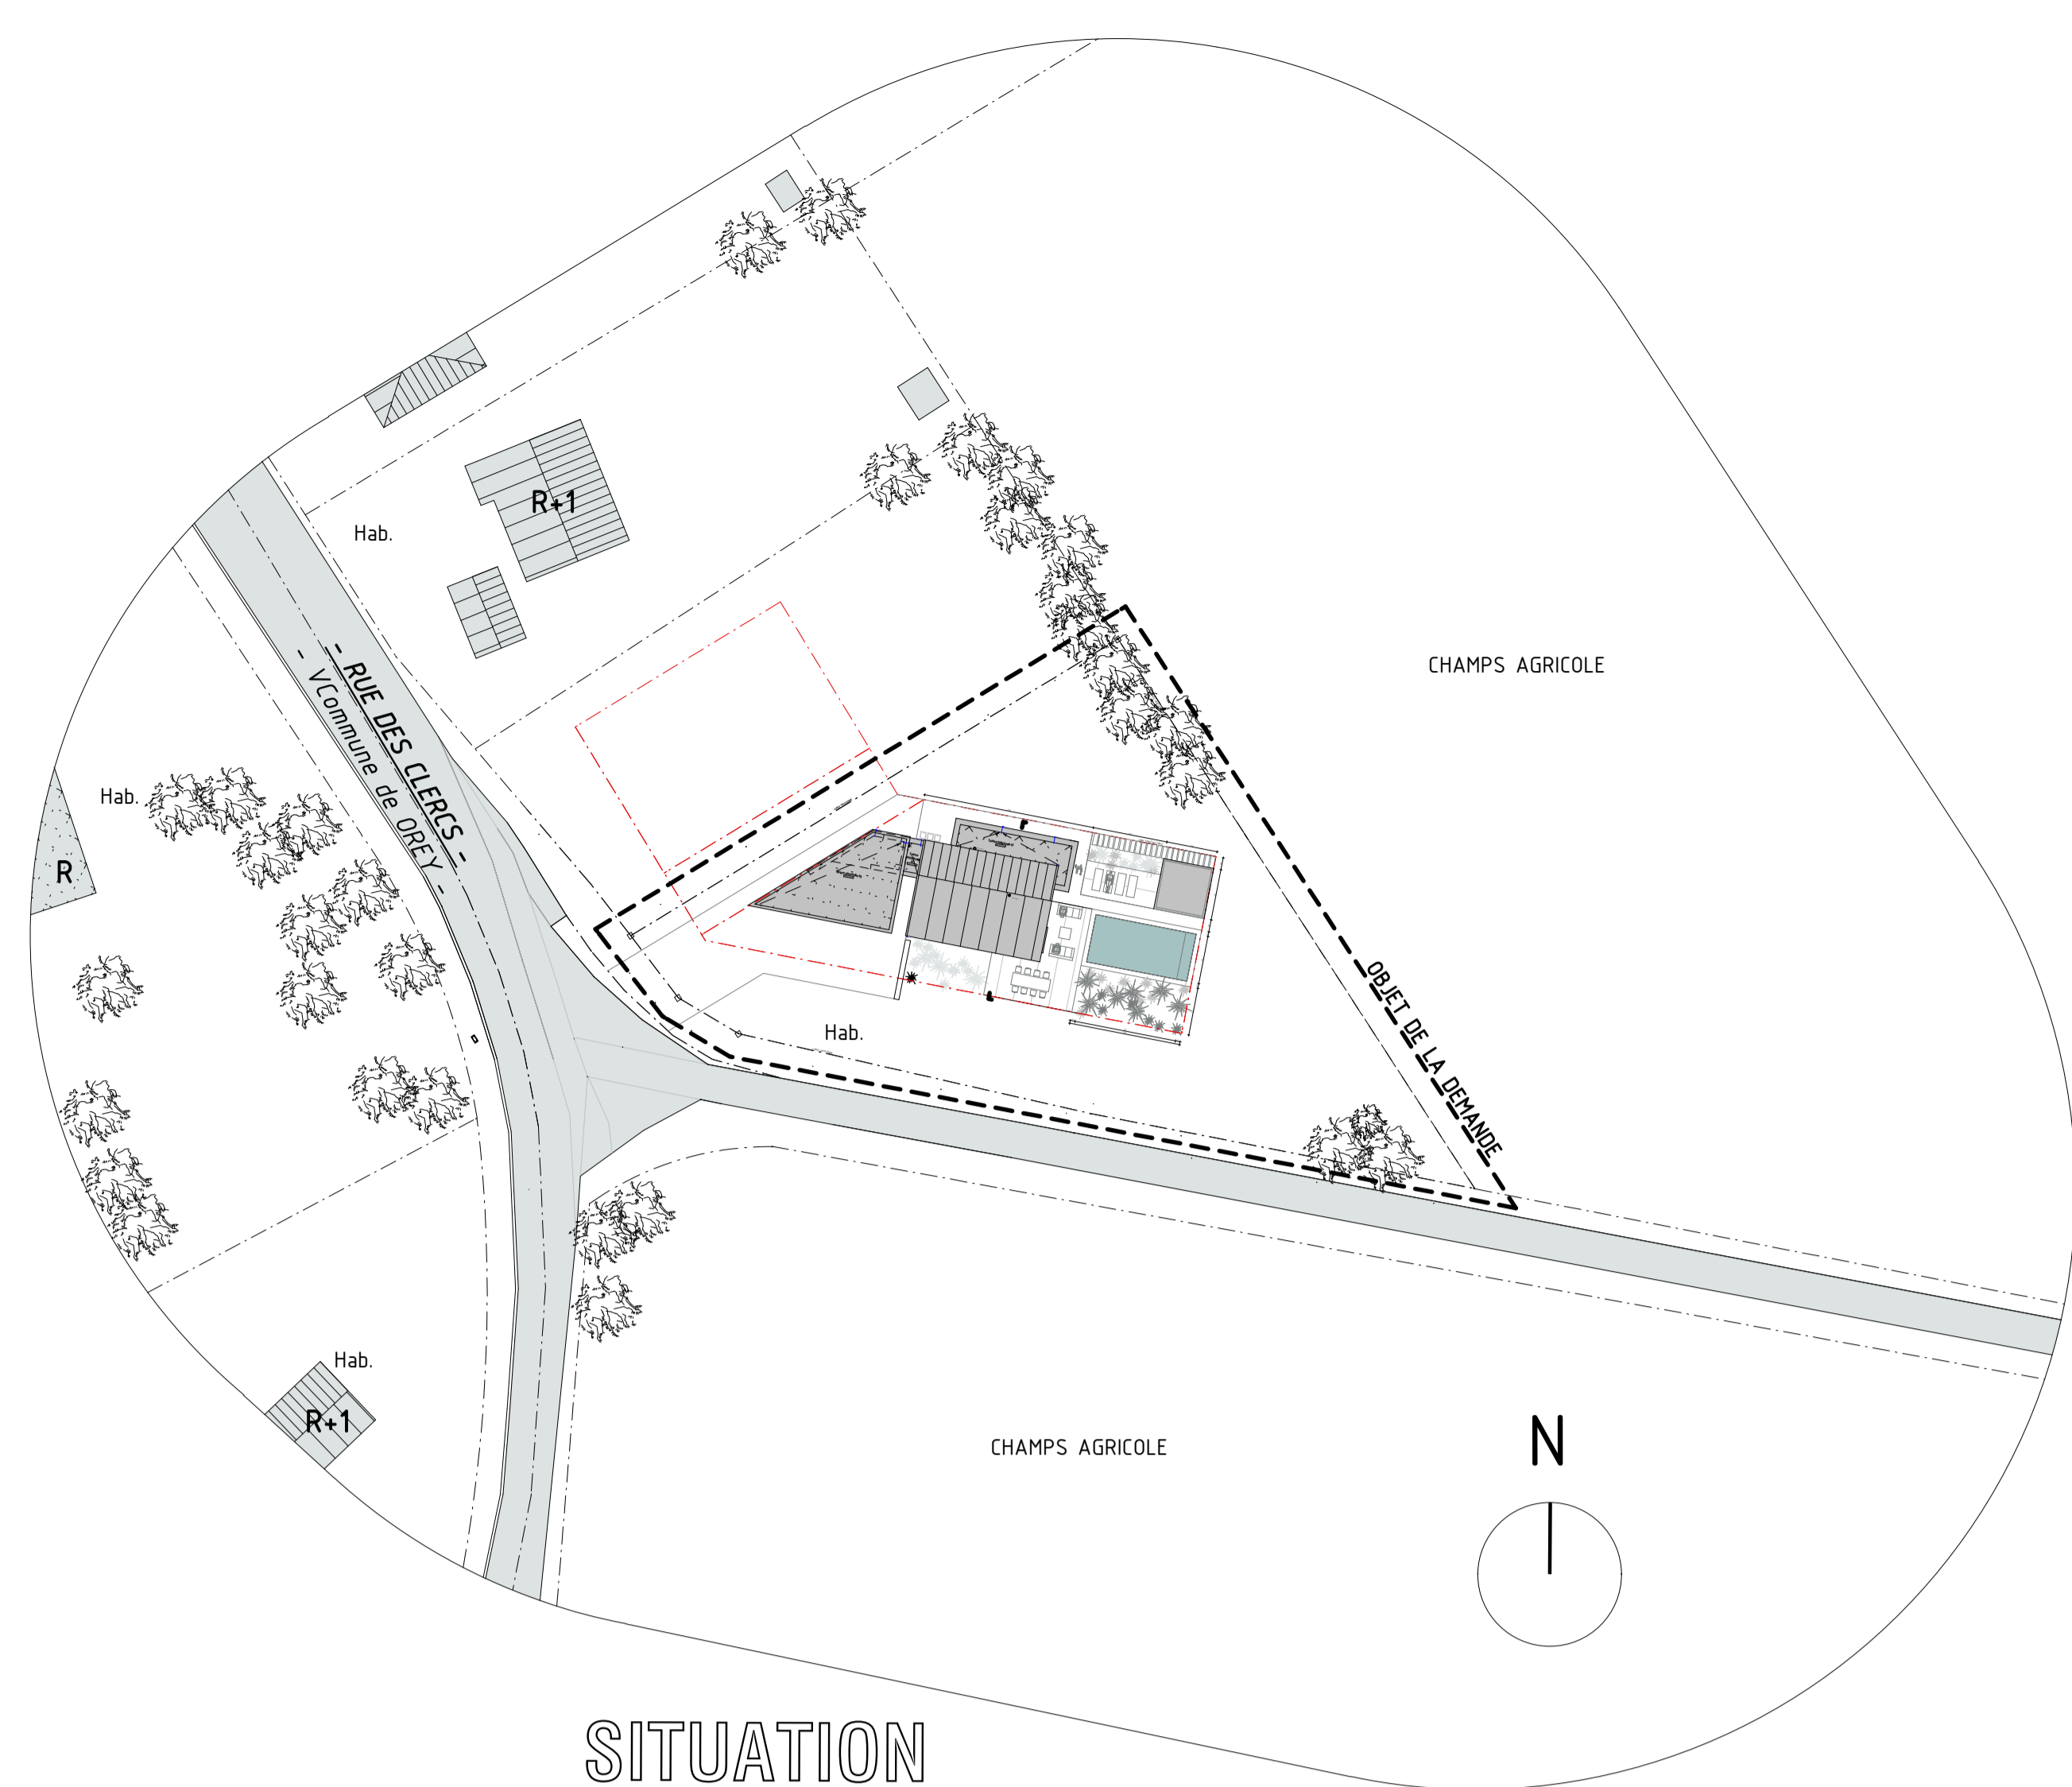 R+1
Hab.
- RUE DES CLERCS -
- VCommune de OREY -
CHAMPS AGRICOLE
Hab.
R
Hab.
OBJET DE LA DEMANDE
Hab.
R+1
CHAMPS AGRICOLE
N
SITUATION